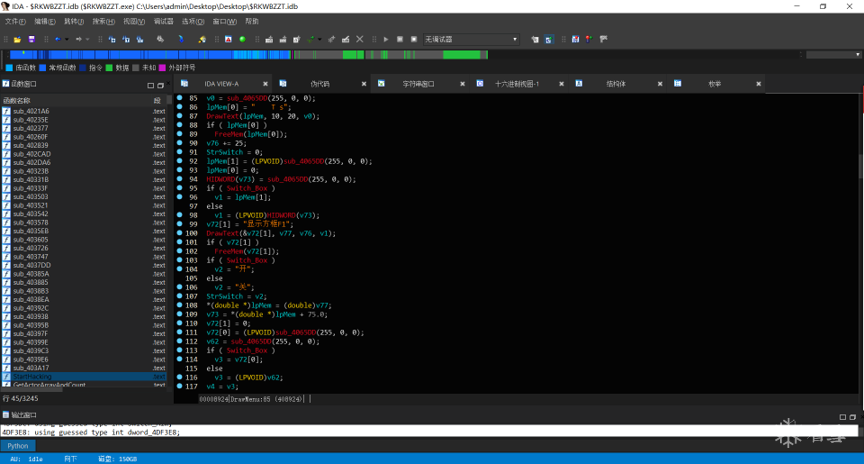 IDA - $RKWBZZT.idb ($RKWBZZT.exe) C:\Users\admin\Desktop\Desktop\$RKWBZZT.idb
文件(F) 编辑(E) 跳转(J) 搜索(H) 视图(V) 调试器 选项(O) 窗口(W) 帮助
无调试器
库函数 常规函数 指令 数据 未知 外部符号
函数窗口
IDA VIEW-A 伪代码 字符串窗口 十六进制视图-1 结构体 枚举
函数名称 段
sub_4021A6 .text
sub_40235E .text
sub_402377 .text
sub_40260F .text
sub_402839 .text
sub_402CAD .text
sub_402DA6 .text
sub_40323B .text
sub_40331B .text
sub_40333F .text
sub_403503 .text
sub_403521 .text
sub_403542 .text
sub_403578 .text
sub_4035EB .text
sub_403605 .text
sub_403726 .text
sub_403747 .text
sub_4037DD .text
sub_40385A .text
sub_403885 .text
sub_4038B3 .text
sub_4038EA .text
sub_40392C .text
sub_403938 .text
sub_40395B .text
sub_40397F .text
sub_40399E .text
sub_4039C3 .text
sub_4039E6 .text
sub_403A17 .text
StartHacking .text
GetActorArrayAndCount .text
行 45/3245
85 v0 = sub_4065DD(255, 0, 0);
86 lpMem[0] = " T s";
87 DrawText(lpMem, 10, 20, v0);
88 if ( lpMem[0] )
89 FreeMem(lpMem[0]);
90 v76 += 25;
91 StrSwitch = 0;
92 lpMem[1] = (LPVOID)sub_4065DD(255, 0, 0);
93 lpMem[0] = 0;
94 HIDWORD(v73) = sub_4065DD(255, 0, 0);
95 if ( Switch_Box )
96 v1 = lpMem[1];
97 else
98 v1 = (LPVOID)HIDWORD(v73);
99 v72[1] = "显示方框F1";
100 DrawText(&v72[1], v77, v76, v1);
101 if ( v72[1] )
102 FreeMem(v72[1]);
103 if ( Switch_Box )
104 v2 = "开";
105 else
106 v2 = "关";
107 StrSwitch = v2;
108 *(double *)lpMem = (double)v77;
109 v73 = *(double *)lpMem + 75.0;
110 v72[1] = 0;
111 v72[0] = (LPVOID)sub_4065DD(255, 0, 0);
112 v62 = sub_4065DD(255, 0, 0);
113 if ( Switch_Box )
114 v3 = v72[0];
115 else
116 v3 = (LPVOID)v62;
117 v4 = v3;
00008924 DrawMenu:85 (408924)
输出窗口
4DF3E8: using guessed type int dword_4DF3E8;
Python
AU: idle 向下 磁盘: 150GB